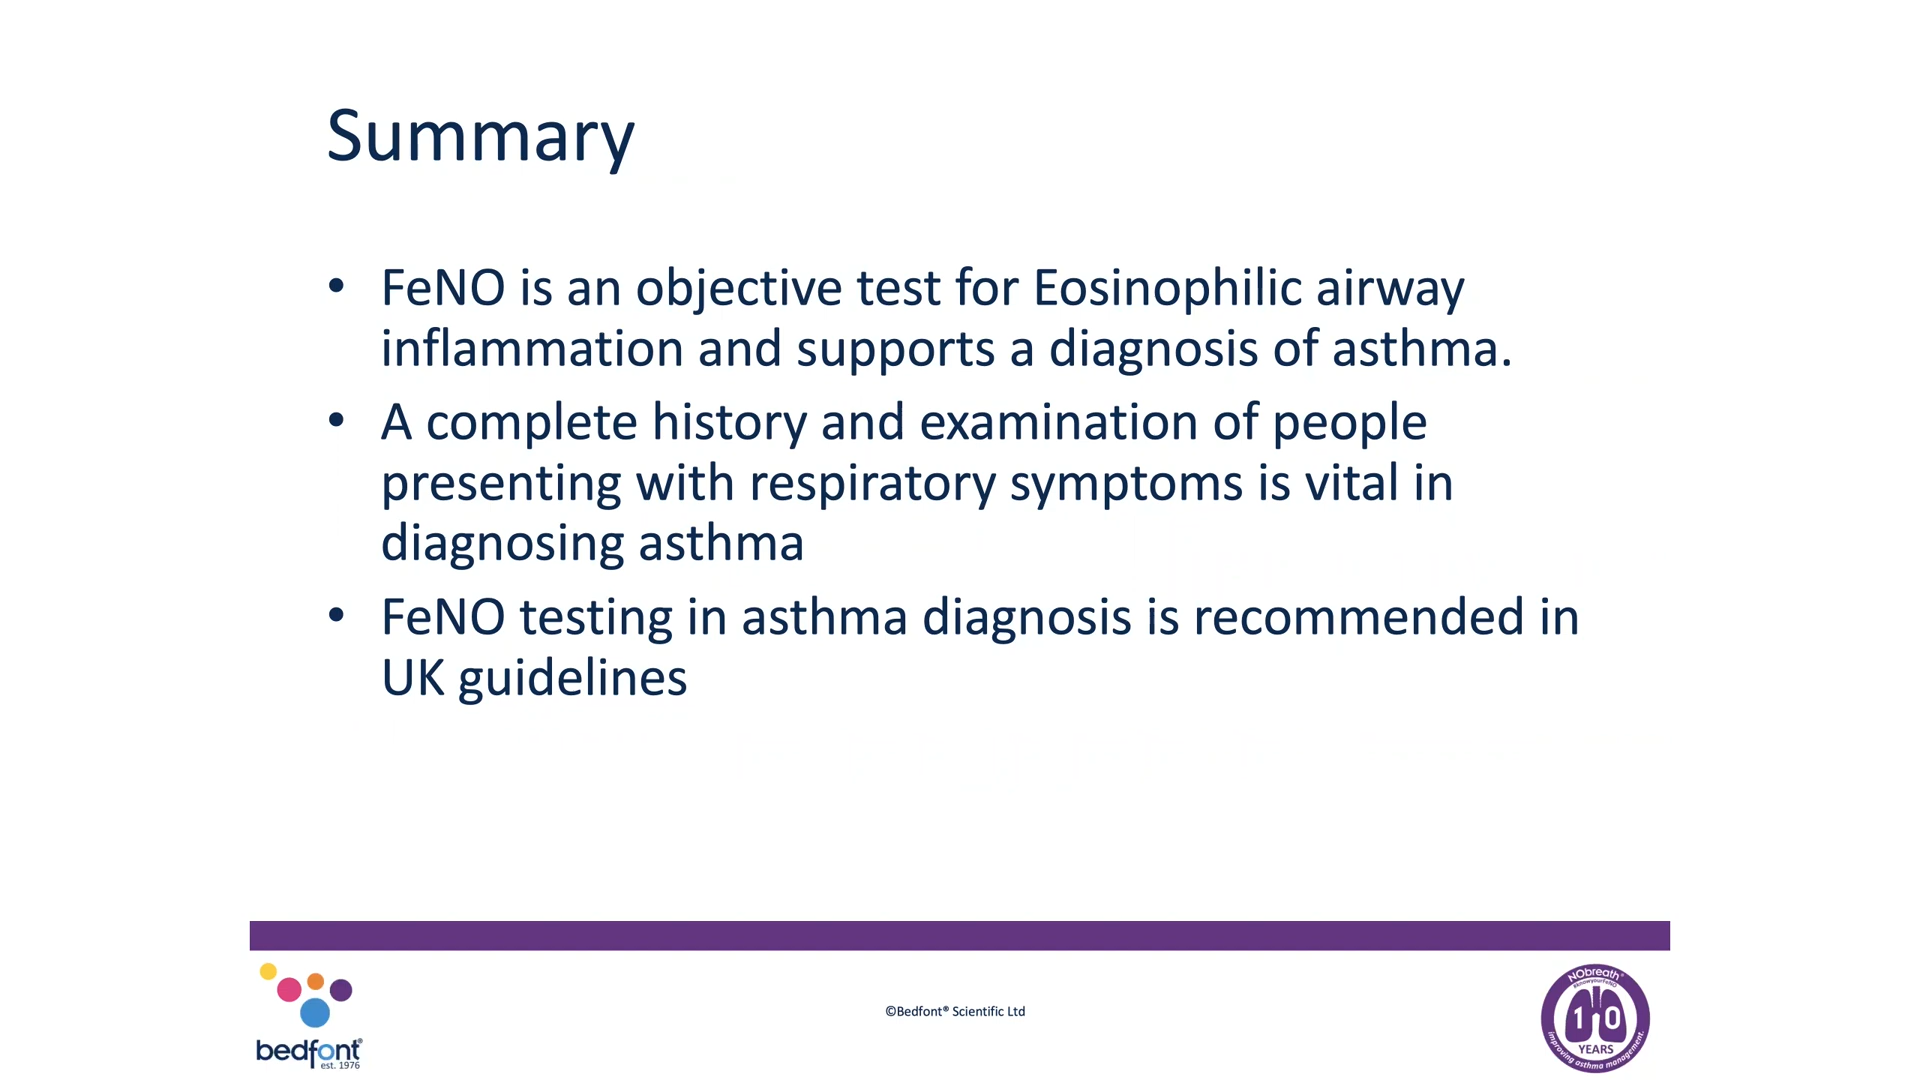 Summary
• FeNO is an objective test for Eosinophilic airway
inflammation and supports a diagnosis of asthma.
• A complete history and examination of people
presenting with respiratory symptoms is vital in
diagnosing asthma
• FeNO testing in asthma diagnosis is recommended in
UK guidelines
bedfont®
est. 1976
©Bedfont® Scientific Ltd
NObreath®
#knowyourFeNO
10
YEARS
improving asthma management.